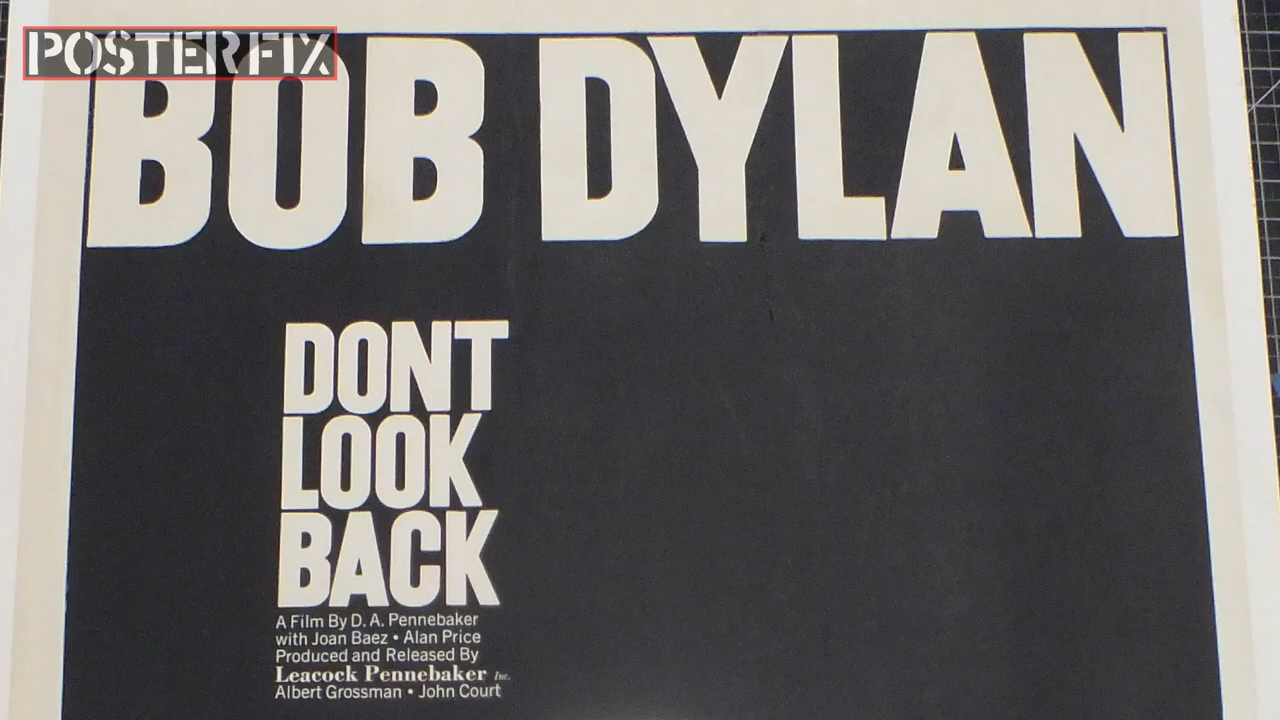 POSTERFIX
BOB DYLAN
DONT
LOOK
BACK
A Film By D. A. Pennebaker
with Joan Baez • Alan Price
Produced and Released By
Leacock Pennebaker Inc.
Albert Grossman • John Court